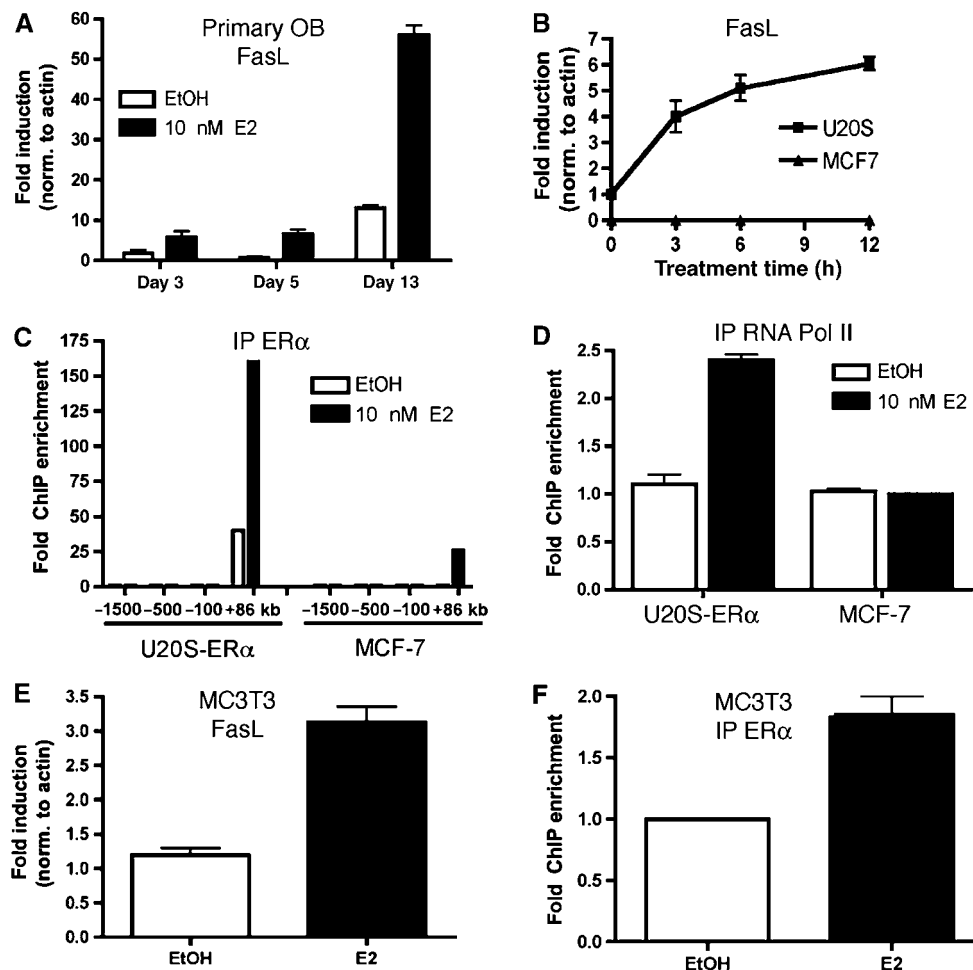 A
Primary OB
FasL
Fold induction
(norm. to actin)
60
50
40
30
20
10
0
EtOH
10 nM E2
Day 3 Day 5 Day 13
B
FasL
Fold induction
(norm. to actin)
7
6
5
4
3
2
1
0
U20S
MCF7
0 3 6 9 12
Treatment time (h)
C
IP ERα
Fold ChIP enrichment
175
150
125
100
75
50
25
0
EtOH
10 nM E2
−1500 −500 −100 +86 kb −1500 −500 −100 +86 kb
U20S-ERα MCF-7
D
IP RNA Pol II
Fold ChIP enrichment
2.5
2.0
1.5
1.0
0.5
0.0
EtOH
10 nM E2
U20S-ERα MCF-7
E
MC3T3
FasL
Fold induction
(norm. to actin)
3.5
3.0
2.5
2.0
1.5
1.0
0.5
0.0
EtOH E2
F
MC3T3
IP ERα
Fold ChIP enrichment
2.0
1.5
1.0
0.5
0.0
EtOH E2